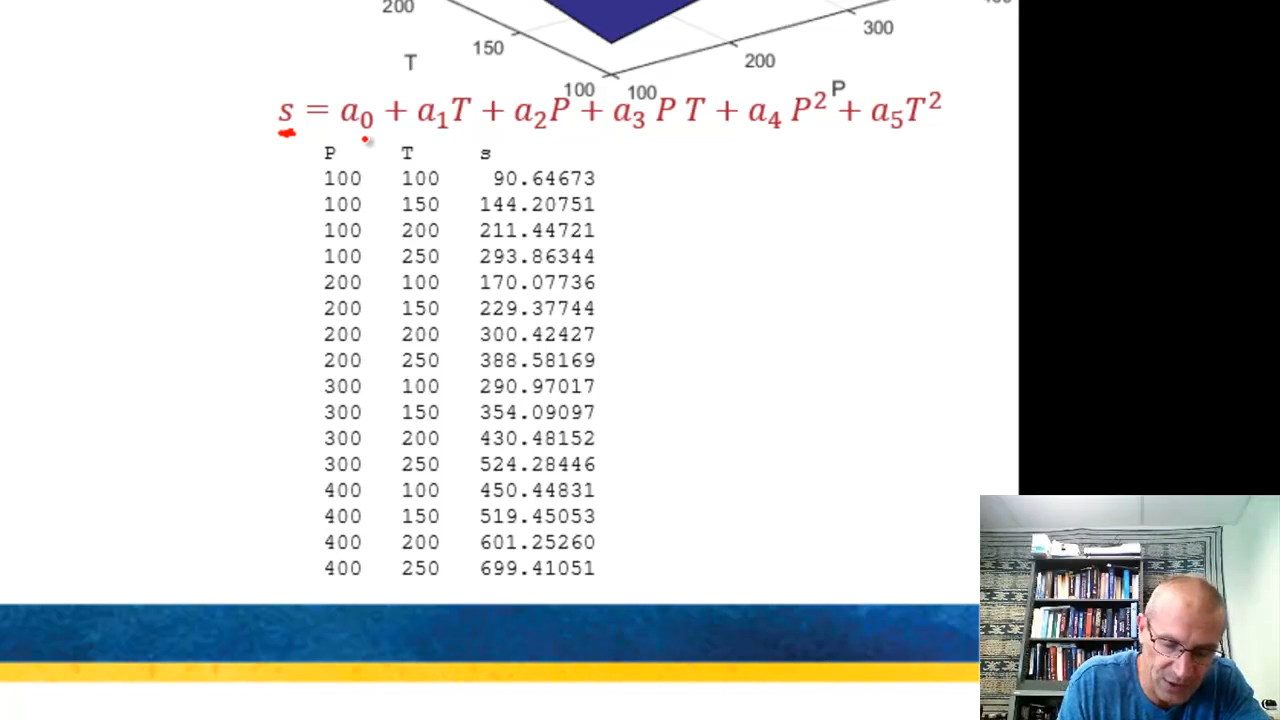 200
150
300
T
200
100
100
P
s = a₀ + a₁T + a₂P + a₃P T + a₄ P² + a₅T²
P T s
100 100 90.64673
100 150 144.20751
100 200 211.44721
100 250 293.86344
200 100 170.07736
200 150 229.37744
200 200 300.42427
200 250 388.58169
300 100 290.97017
300 150 354.09097
300 200 430.48152
300 250 524.28446
400 100 450.44831
400 150 519.45053
400 200 601.25260
400 250 699.41051